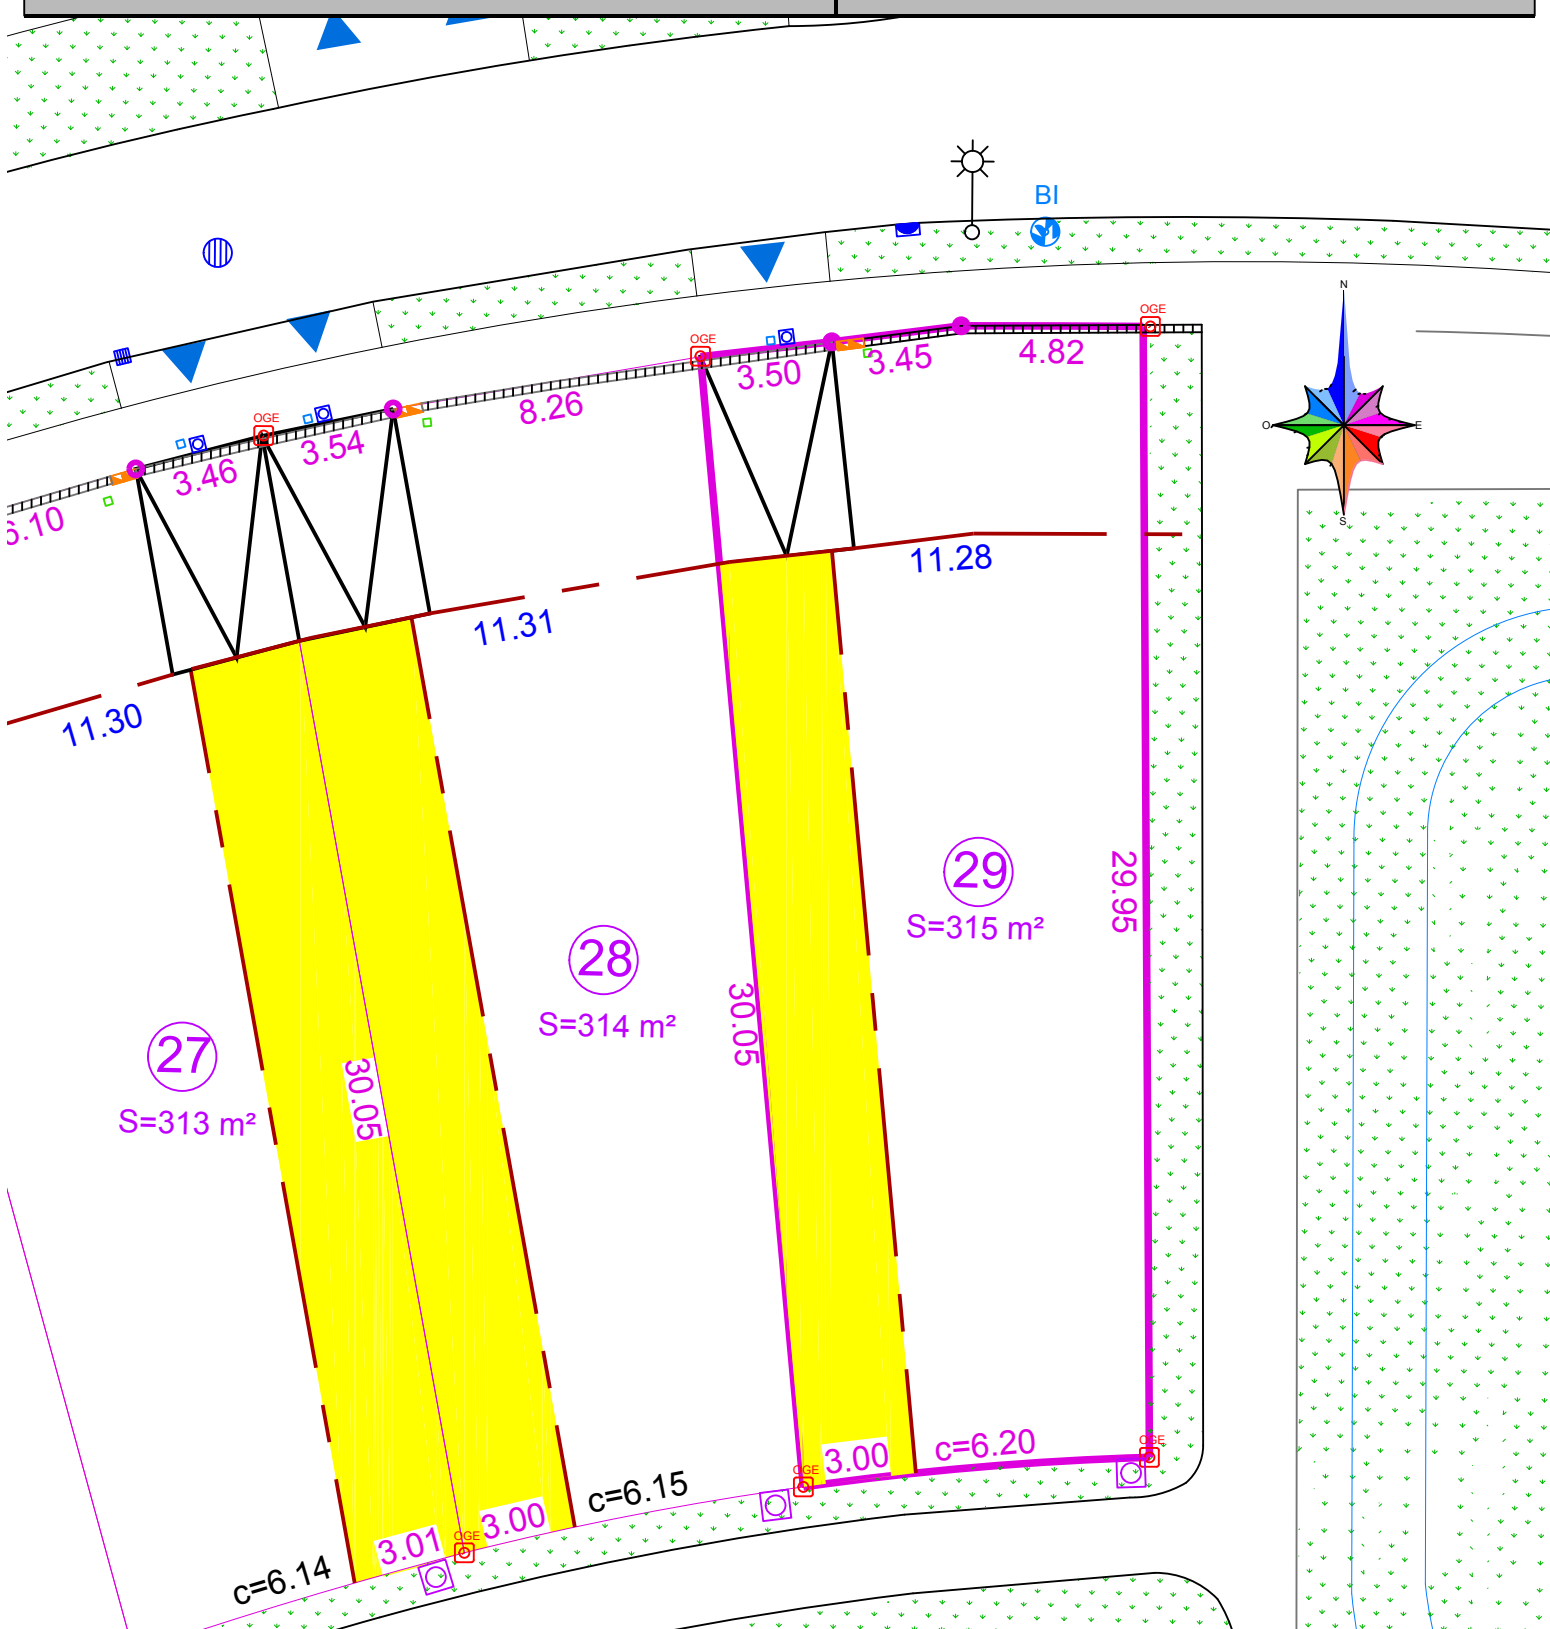 BI
N
O
E
S
OGE
OGE
OGE
3.50
3.45
4.82
8.26
3.46
3.54
6.10
11.28
11.31
11.30
29
S=315 m²
29.95
28
S=314 m²
30.05
27
S=313 m²
30.05
OGE
OGE
OGE
3.00
c=6.20
3.01
3.00
c=6.15
c=6.14